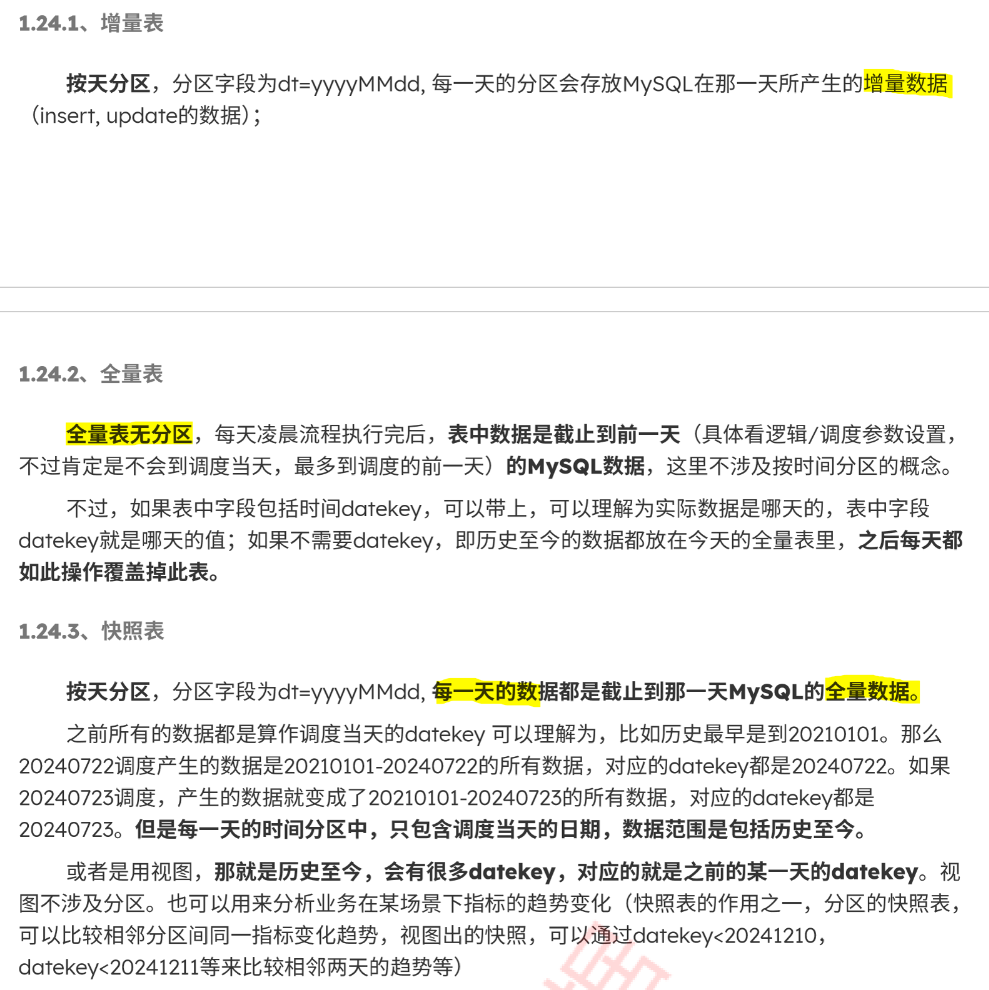 1.24.1、增量表
按天分区，分区字段为dt=yyyyMMdd, 每一天的分区会存放MySQL在那一天所产生的增量数据
（insert, update的数据）；
1.24.2、全量表
全量表无分区，每天凌晨流程执行完后，表中数据是截止到前一天（具体看逻辑/调度参数设置，
不过肯定是不会到调度当天，最多到调度的前一天）的MySQL数据，这里不涉及按时间分区的概念。
不过，如果表中字段包括时间datekey，可以带上，可以理解为实际数据是哪天的，表中字段
datekey就是哪天的值；如果不需要datekey，即历史至今的数据都放在今天的全量表里，之后每天都
如此操作覆盖掉此表。
1.24.3、快照表
按天分区，分区字段为dt=yyyyMMdd, 每一天的数据都是截止到那一天MySQL的全量数据。
之前所有的数据都是算作调度当天的datekey 可以理解为，比如历史最早是到20210101。那么
20240722调度产生的数据是20210101-20240722的所有数据，对应的datekey都是20240722。如果
20240723调度，产生的数据就变成了20210101-20240723的所有数据，对应的datekey都是
20240723。但是每一天的时间分区中，只包含调度当天的日期，数据范围是包括历史至今。
或者是用视图，那就是历史至今，会有很多datekey，对应的就是之前的某一天的datekey。视
图不涉及分区。也可以用来分析业务在某场景下指标的趋势变化（快照表的作用之一，分区的快照表，
可以比较相邻分区间同一指标变化趋势，视图出的快照，可以通过datekey<20241210，
datekey<20241211等来比较相邻两天的趋势等）